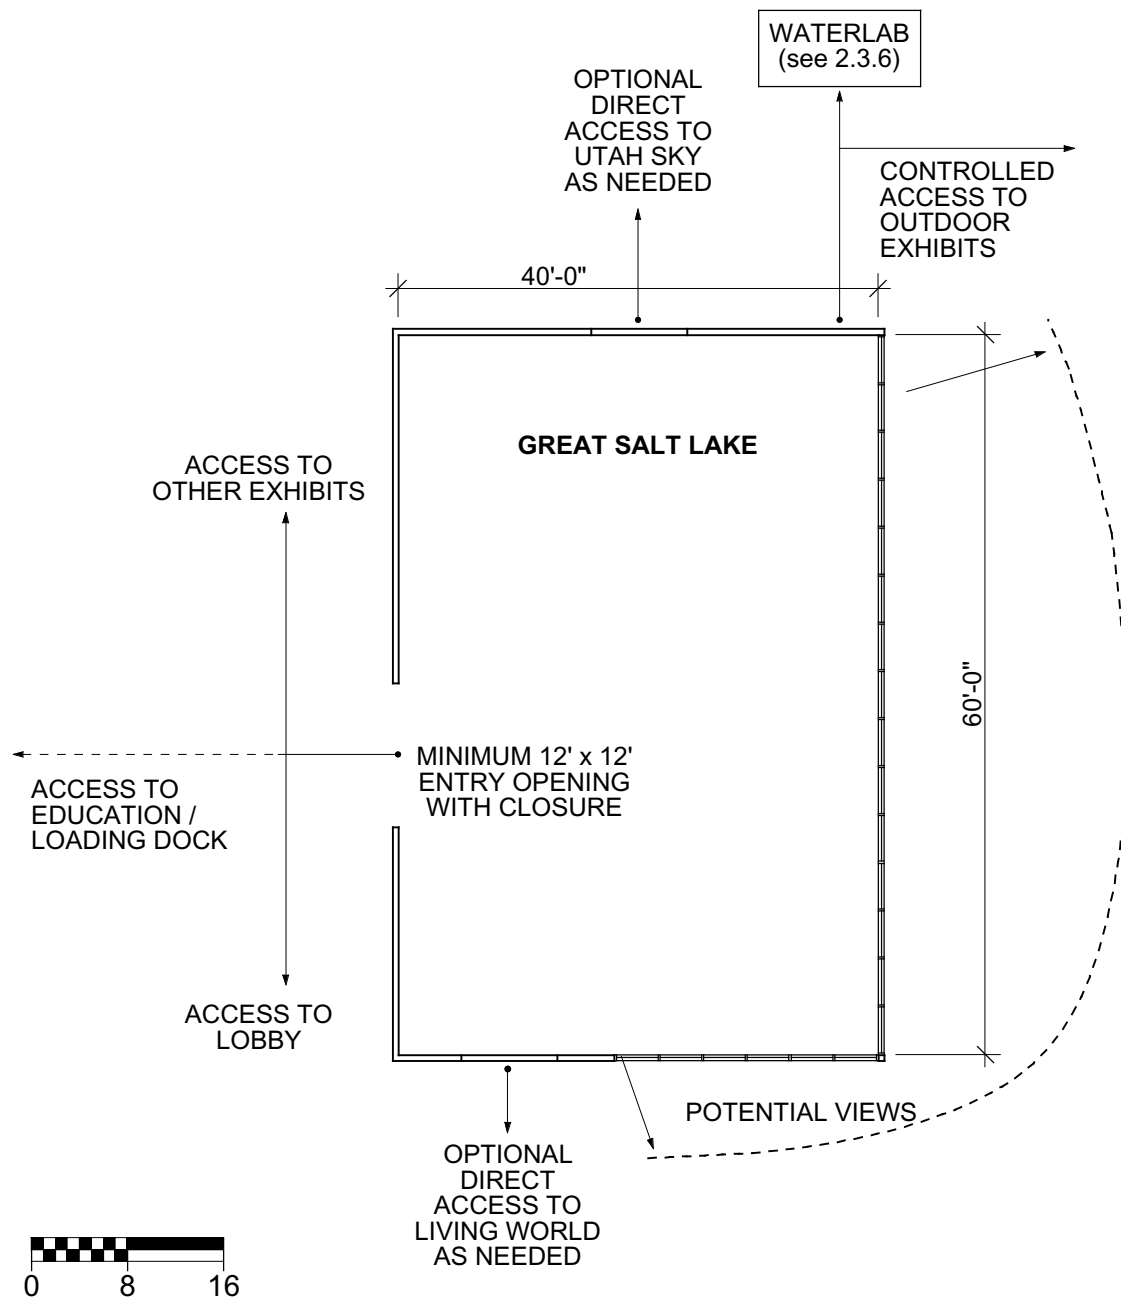 WATERLAB
(see 2.3.6)
OPTIONAL
DIRECT
ACCESS TO
UTAH SKY
AS NEEDED
CONTROLLED
ACCESS TO
OUTDOOR
EXHIBITS
40'-0"
GREAT SALT LAKE
ACCESS TO
OTHER EXHIBITS
60'-0"
MINIMUM 12' x 12'
ENTRY OPENING
WITH CLOSURE
ACCESS TO
EDUCATION /
LOADING DOCK
ACCESS TO
LOBBY
POTENTIAL VIEWS
OPTIONAL
DIRECT
ACCESS TO
LIVING WORLD
AS NEEDED
0 8 16